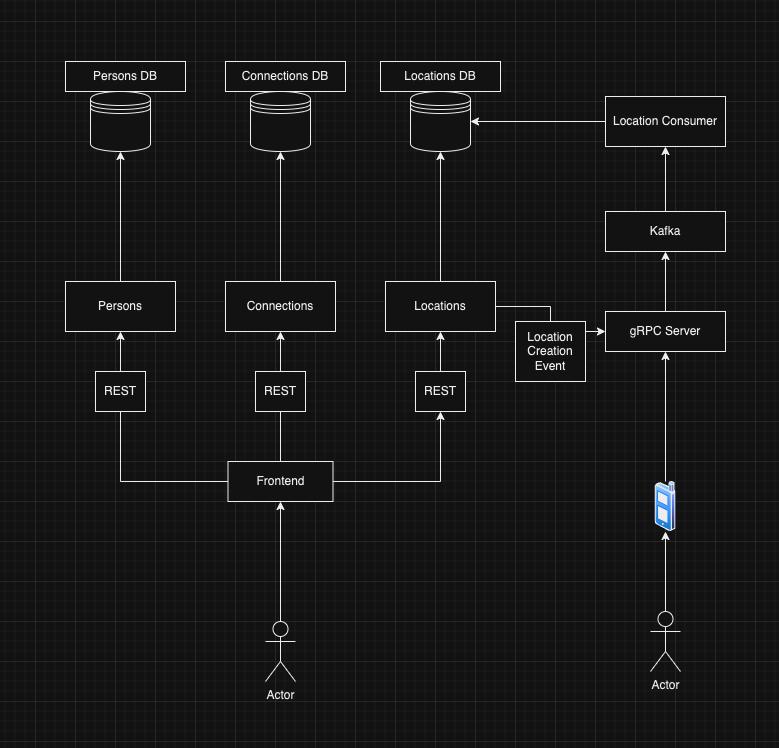 Persons DB
Connections DB
Locations DB
Location Consumer
Kafka
Persons
Connections
Locations
gRPC Server
Location
Creation
Event
REST
REST
REST
Frontend
Actor
Actor